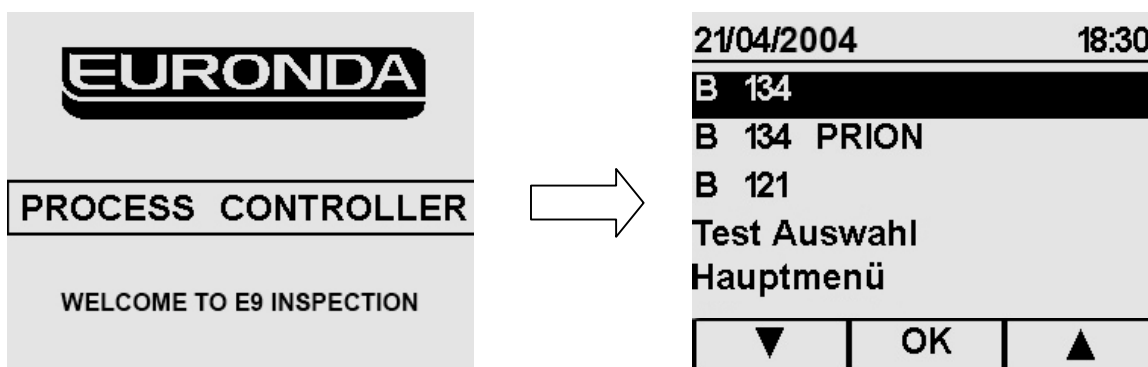 EURONDA
PROCESS CONTROLLER
WELCOME TO E9 INSPECTION
21/04/2004 18:30
B 134
B 134 PRION
B 121
Test Auswahl
Hauptmenü
▼ OK ▲